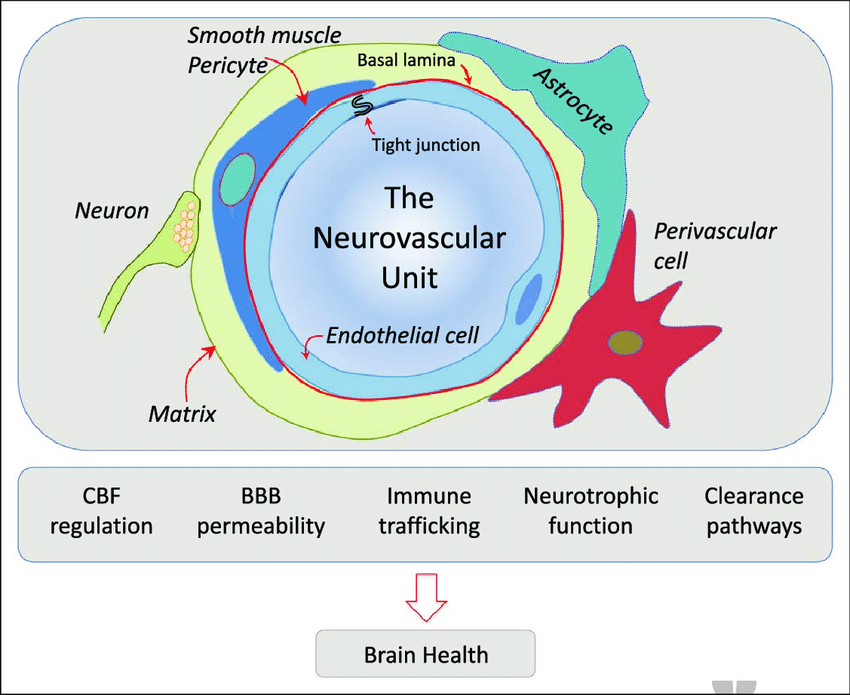 Smooth muscle
Pericyte
Basal lamina
Astrocyte
Tight junction
Neuron
The
Neurovascular
Unit
Perivascular
cell
Endothelial cell
Matrix
CBF
regulation
BBB
permeability
Immune
trafficking
Neurotrophic
function
Clearance
pathways
Brain Health